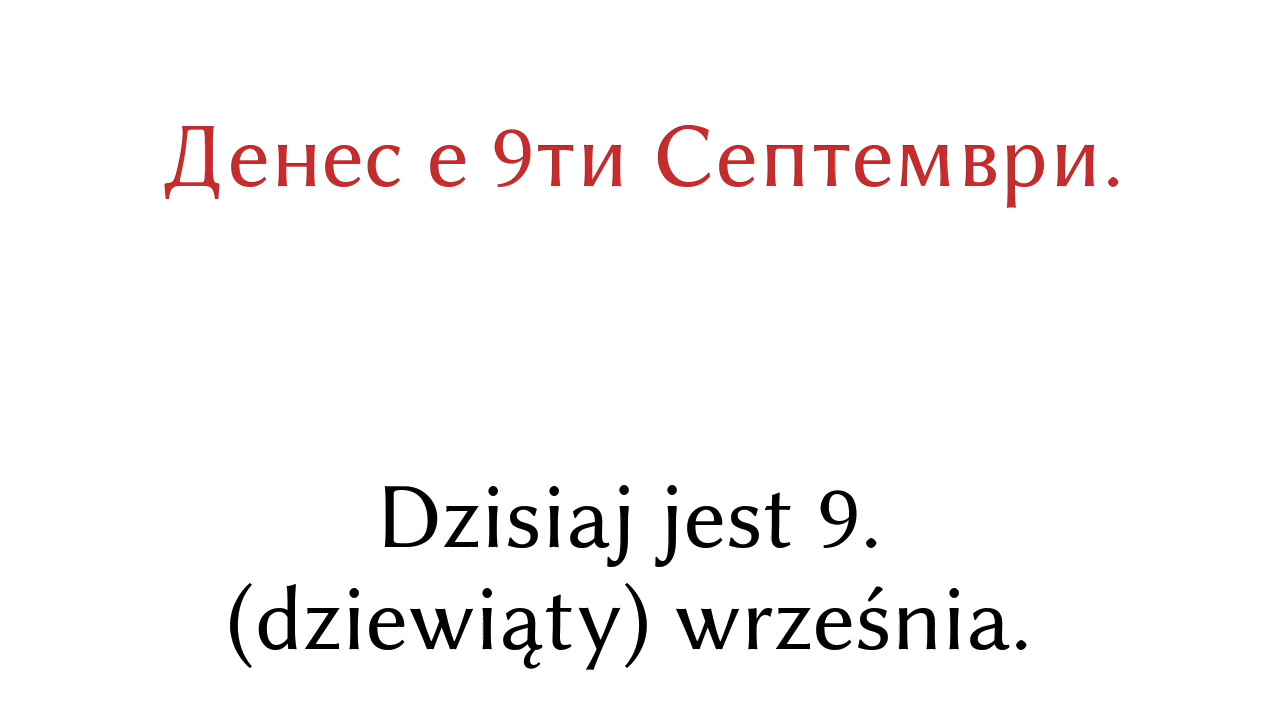 Денес е 9ти Септември.
Dzisiaj jest 9.
(dziewiąty) września.